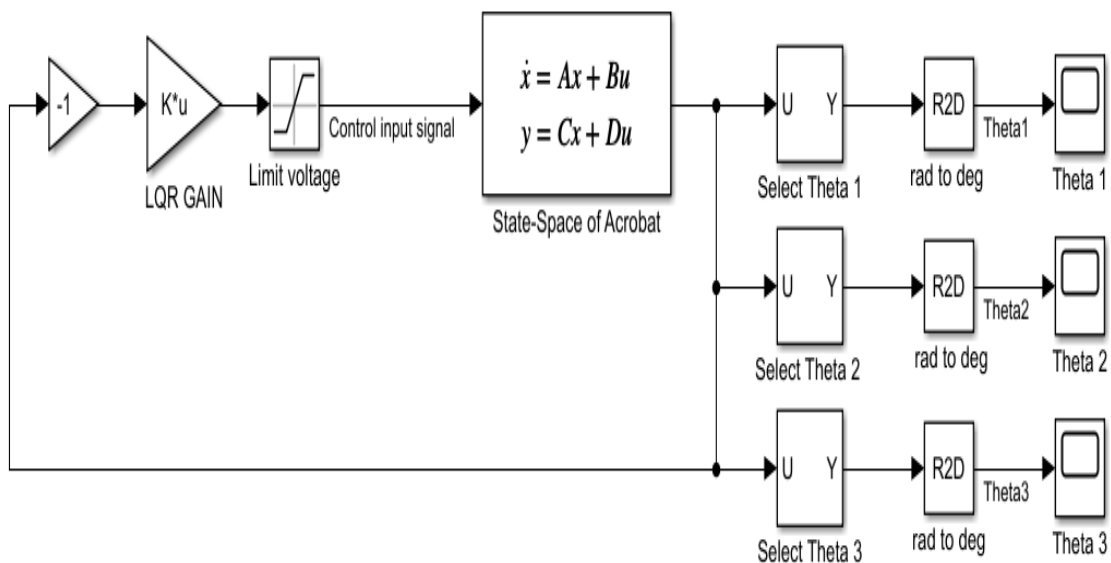 -1
K*u
LQR GAIN
Limit voltage
Control input signal
ẋ = Ax + Bu
y = Cx + Du
State-Space of Acrobat
U Y
Select Theta 1
R2D
rad to deg
Theta1
Theta 1
U Y
Select Theta 2
R2D
rad to deg
Theta2
Theta 2
U Y
Select Theta 3
R2D
rad to deg
Theta3
Theta 3